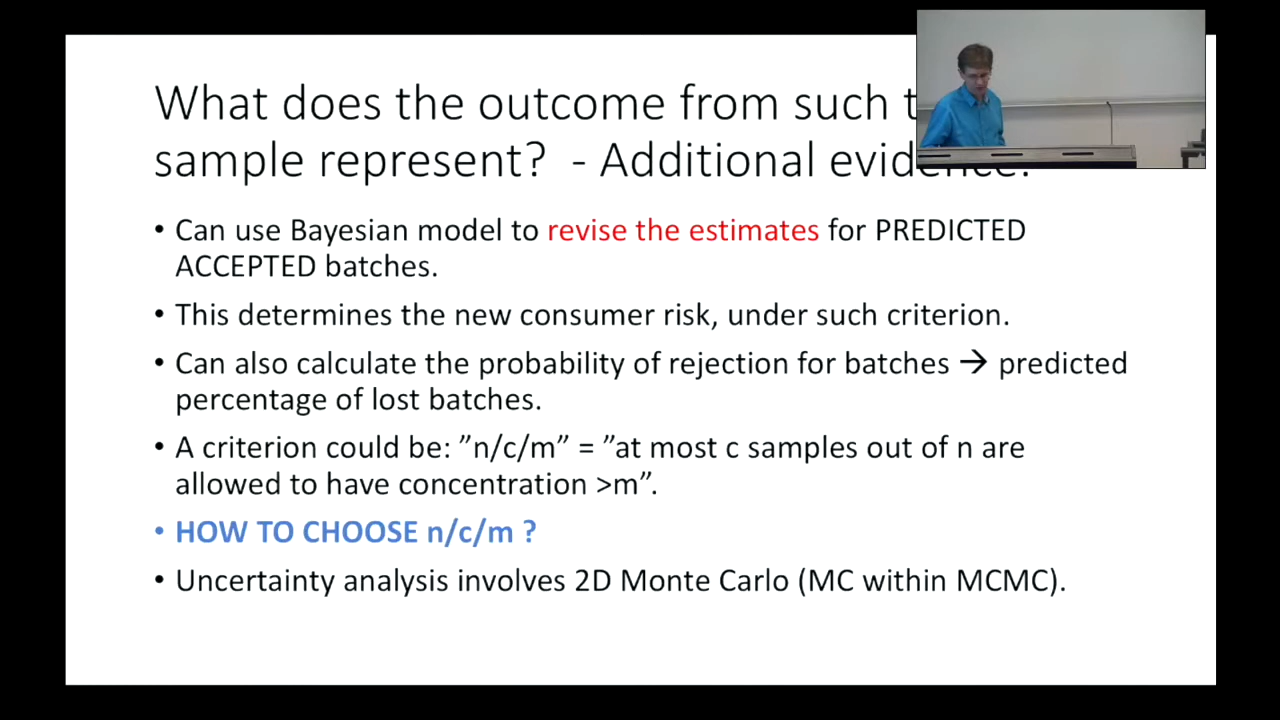 What does the outcome from such
sample represent? - Additional evidence.
• Can use Bayesian model to revise the estimates for PREDICTED
ACCEPTED batches.
• This determines the new consumer risk, under such criterion.
• Can also calculate the probability of rejection for batches → predicted
percentage of lost batches.
• A criterion could be: ”n/c/m” = ”at most c samples out of n are
allowed to have concentration >m”.
• HOW TO CHOOSE n/c/m ?
• Uncertainty analysis involves 2D Monte Carlo (MC within MCMC).